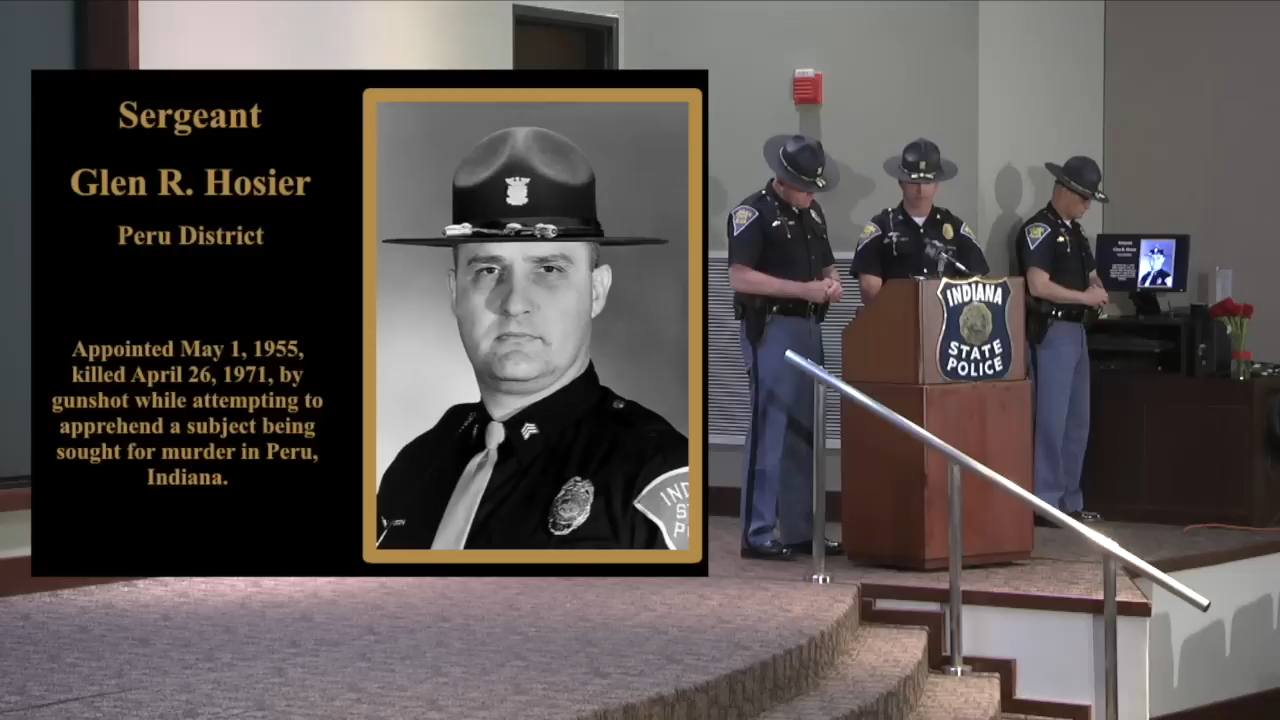 Sergeant
Glen R. Hosier
Peru District
Appointed May 1, 1955,
killed April 26, 1971, by
gunshot while attempting to
apprehend a subject being
sought for murder in Peru,
Indiana.
INDIANA
STATE
POLICE